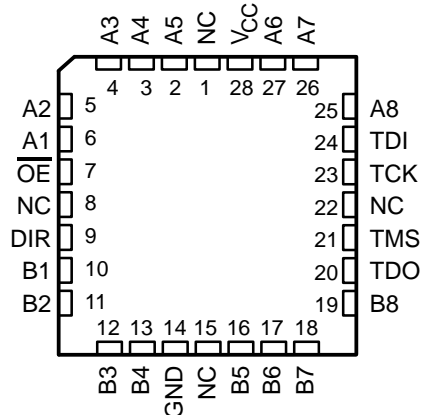 A3 A4 A5 NC VCC A6 A7
4 3 2 1 28 27 26
A2 5 25 A8
A1 6 24 TDI
O̅E̅ 7 23 TCK
NC 8 22 NC
DIR 9 21 TMS
B1 10 20 TDO
B2 11 19 B8
12 13 14 15 16 17 18
B3 B4 GND NC B5 B6 B7